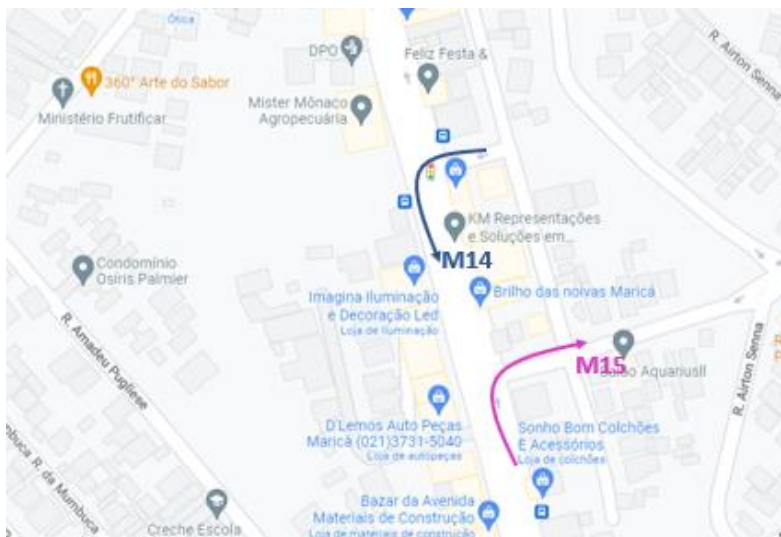 Ótica
DPO
Feliz Festa &
R. Airton Senna
360° Arte do Sabor
Ministério Frutificar
Mister Mônaco
Agropecuária
KM Representações
e Soluções em...
M14
Condomínio
Osiris Palmier
Imagina Iluminação
e Decoração Led
Loja de iluminação
Brilho das noivas Maricá
R. Amadeu Pugliese
M15
AquariusII
R. Airton Senna
D'Lemos Auto Peças
Maricá (021)3731-5040
Loja de autopeças
Sonho Bom Colchões
E Acessórios
Loja de colchões
R. da Mumbuca
Bazar da Avenida
Materiais de Construção
Loja de materiais de construção
Creche Escola